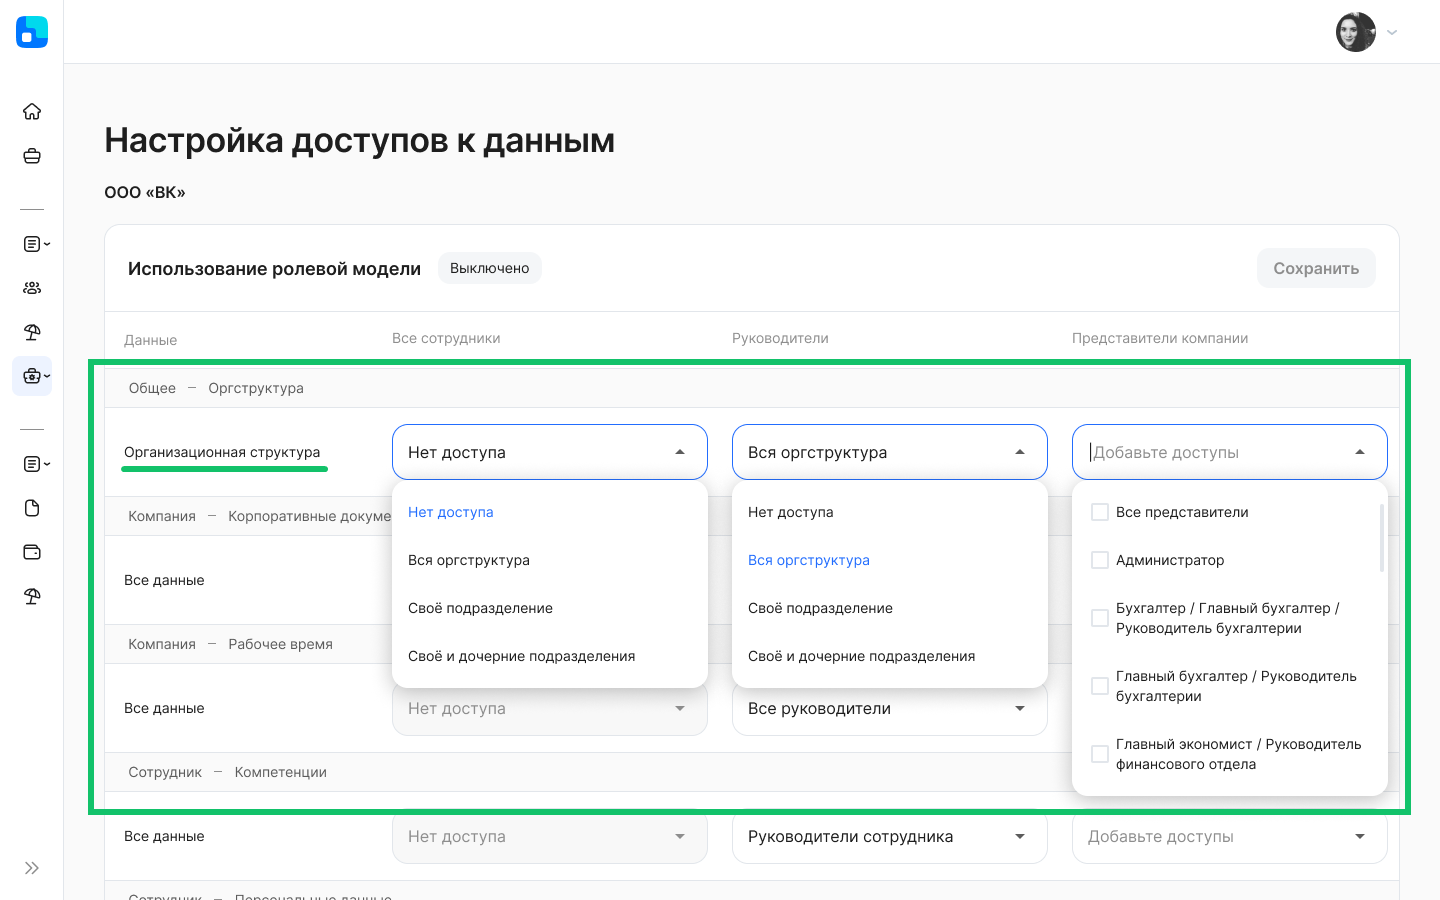 Настройка доступов к данным
ООО «ВК»
Использование ролевой модели
Выключено
Сохранить
Данные
Все сотрудники
Руководители
Представители компании
Общее — Оргструктура
Организационная структура
Нет доступа
Вся оргструктура
Добавьте доступы
Нет доступа
Вся оргструктура
Своё подразделение
Своё и дочерние подразделения
Нет доступа
Вся оргструктура
Своё подразделение
Своё и дочерние подразделения
Все представители
Администратор
Бухгалтер / Главный бухгалтер /
Руководитель бухгалтерии
Главный бухгалтер / Руководитель
бухгалтерии
Главный экономист / Руководитель
финансового отдела
Компания — Корпоративные докуме
Все данные
Компания — Рабочее время
Все данные
Нет доступа
Все руководители
Сотрудник — Компетенции
Все данные
Нет доступа
Руководители сотрудника
Добавьте доступы
Сотрудник — Персональные данные